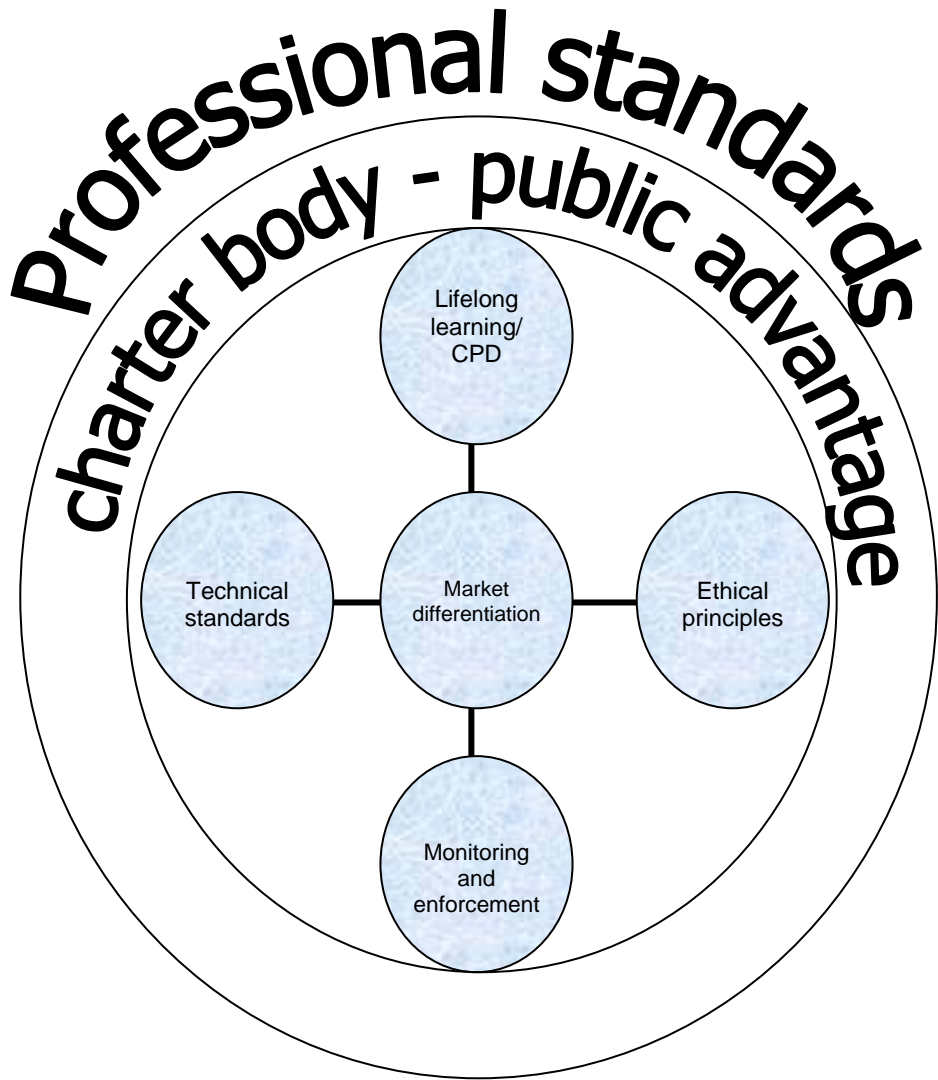 Professional standards
charter body - public advantage
Lifelong
learning/
CPD
Technical
standards
Market
differentiation
Ethical
principles
Monitoring
and
enforcement